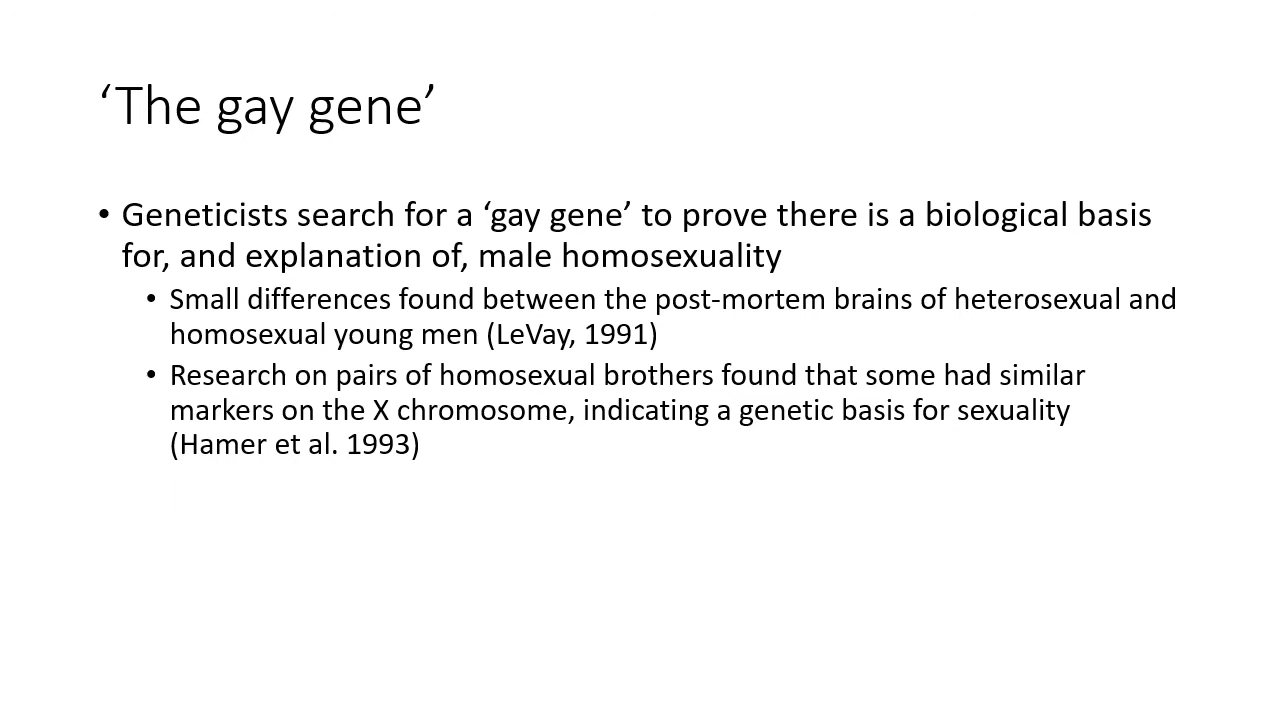 ‘The gay gene’
• Geneticists search for a ‘gay gene’ to prove there is a biological basis
for, and explanation of, male homosexuality
• Small differences found between the post-mortem brains of heterosexual and
homosexual young men (LeVay, 1991)
• Research on pairs of homosexual brothers found that some had similar
markers on the X chromosome, indicating a genetic basis for sexuality
(Hamer et al. 1993)